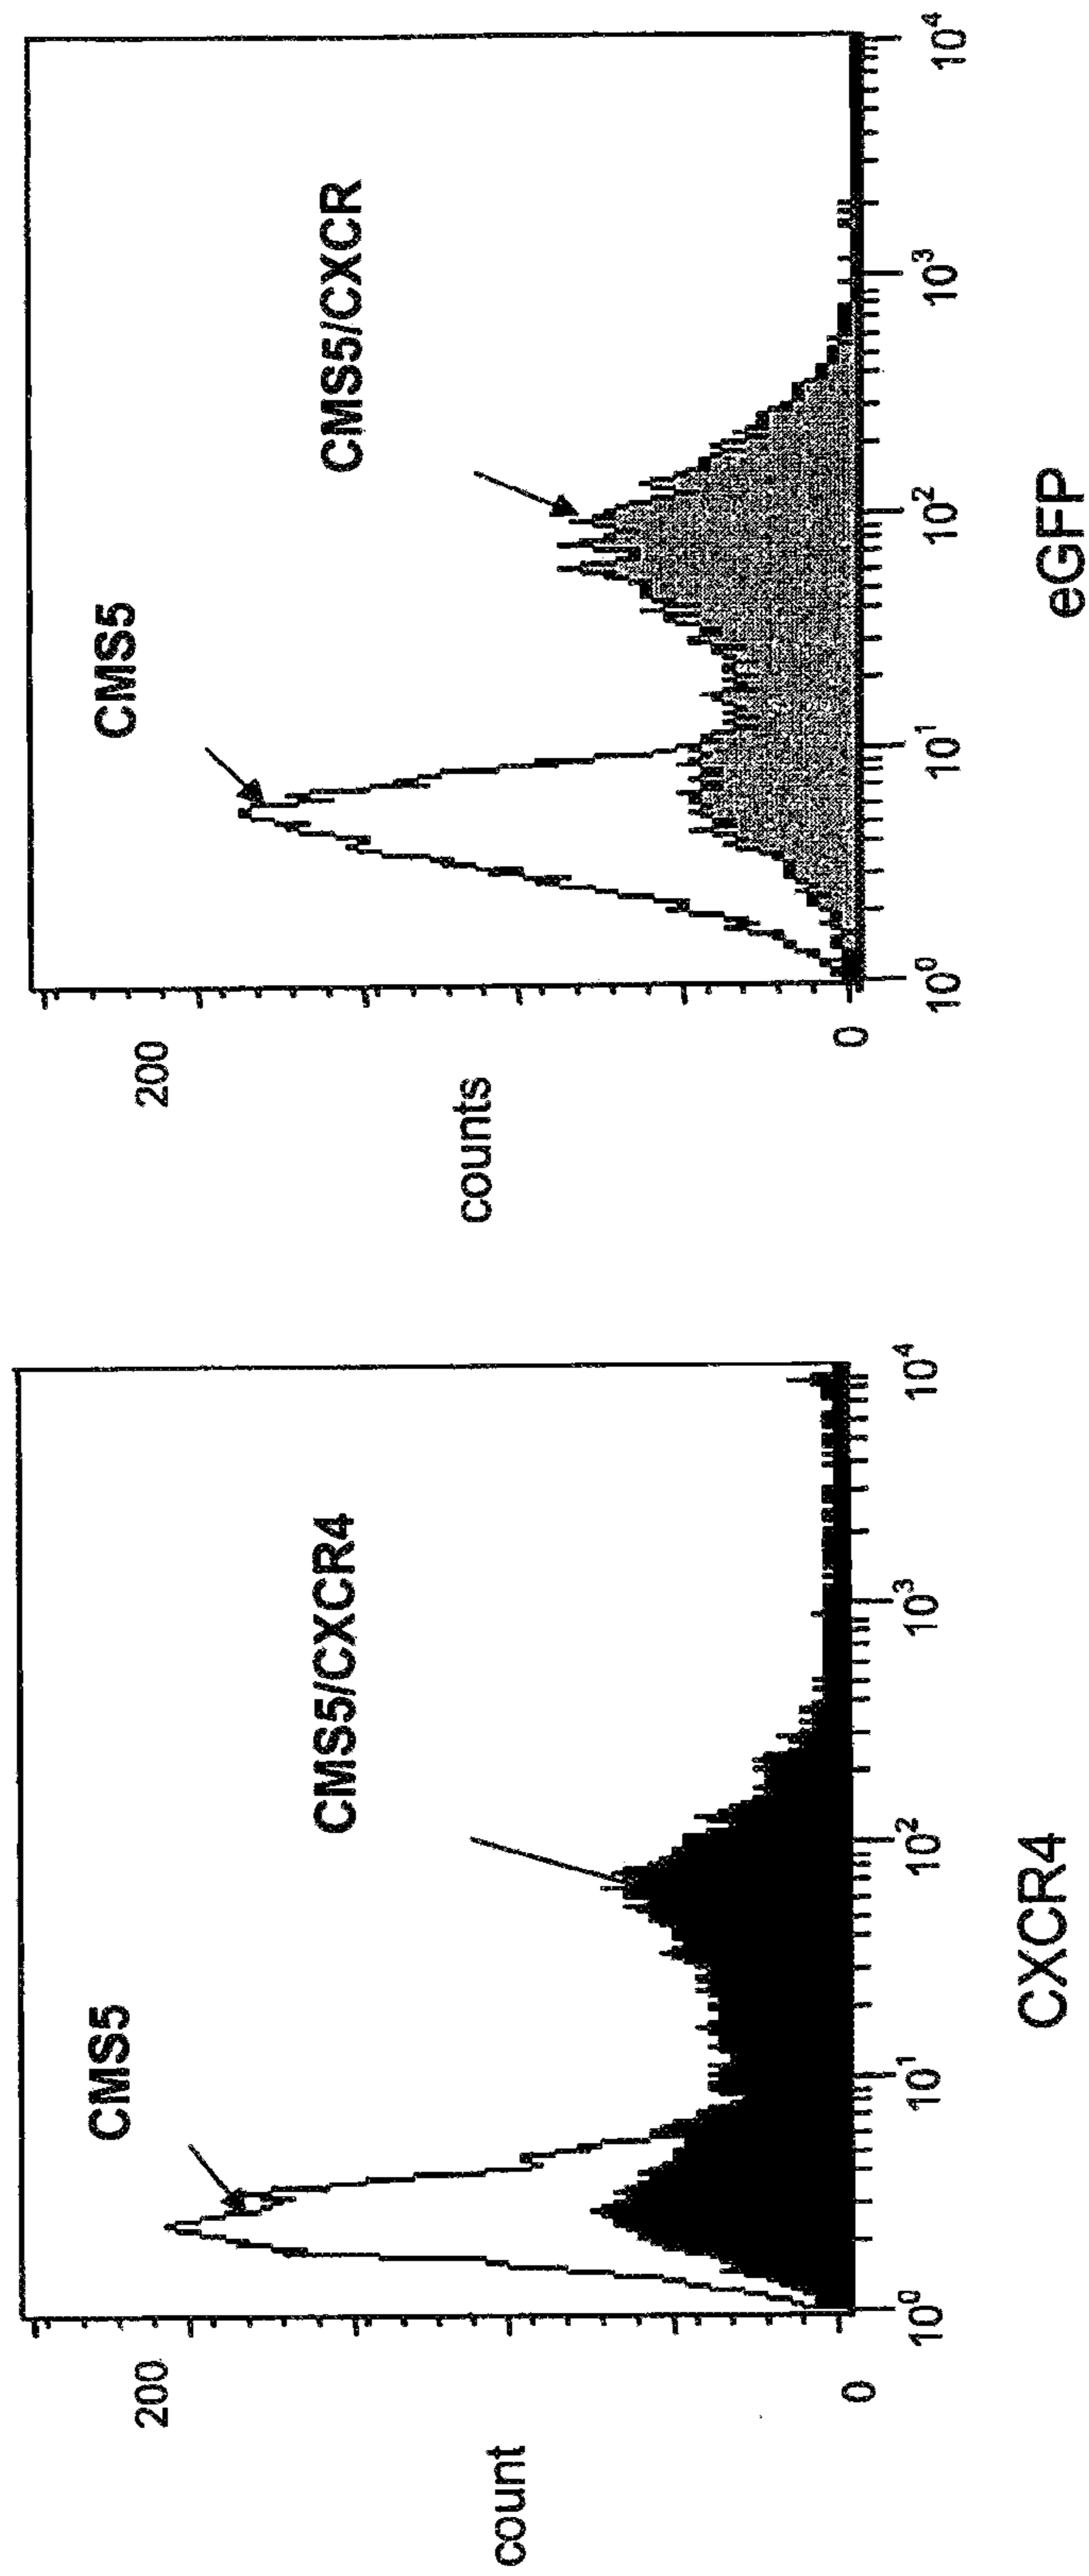 CMS5
CMS5/CXCR4
200
count
0
10⁰
10¹
10²
10³
10⁴
CXCR4
CMS5
CMS5/CXCR
200
counts
0
10⁰
10¹
10²
10³
10⁴
eGFP